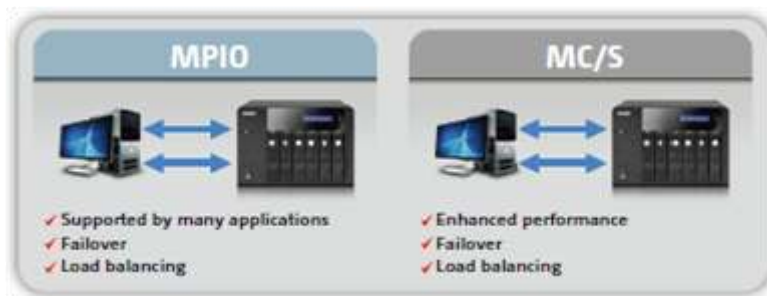 MPIO
Supported by many applications
Failover
Load balancing
MC/S
Enhanced performance
Failover
Load balancing